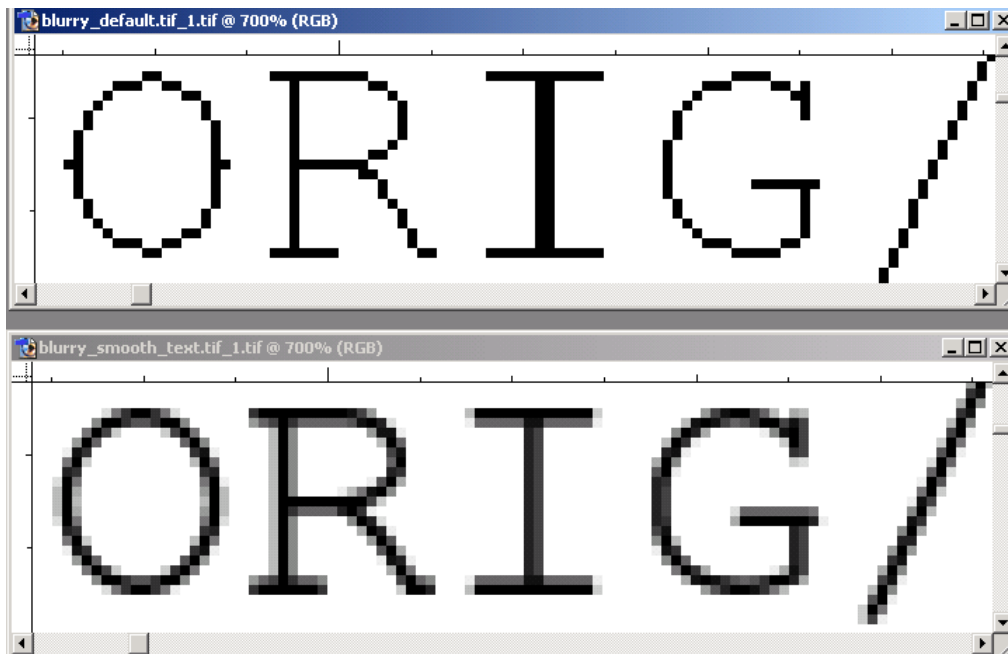 blurry_default.tif_1.tif @ 700% (RGB)
ORIG/
blurry_smooth_text.tif_1.tif @ 700% (RGB)
ORIG/